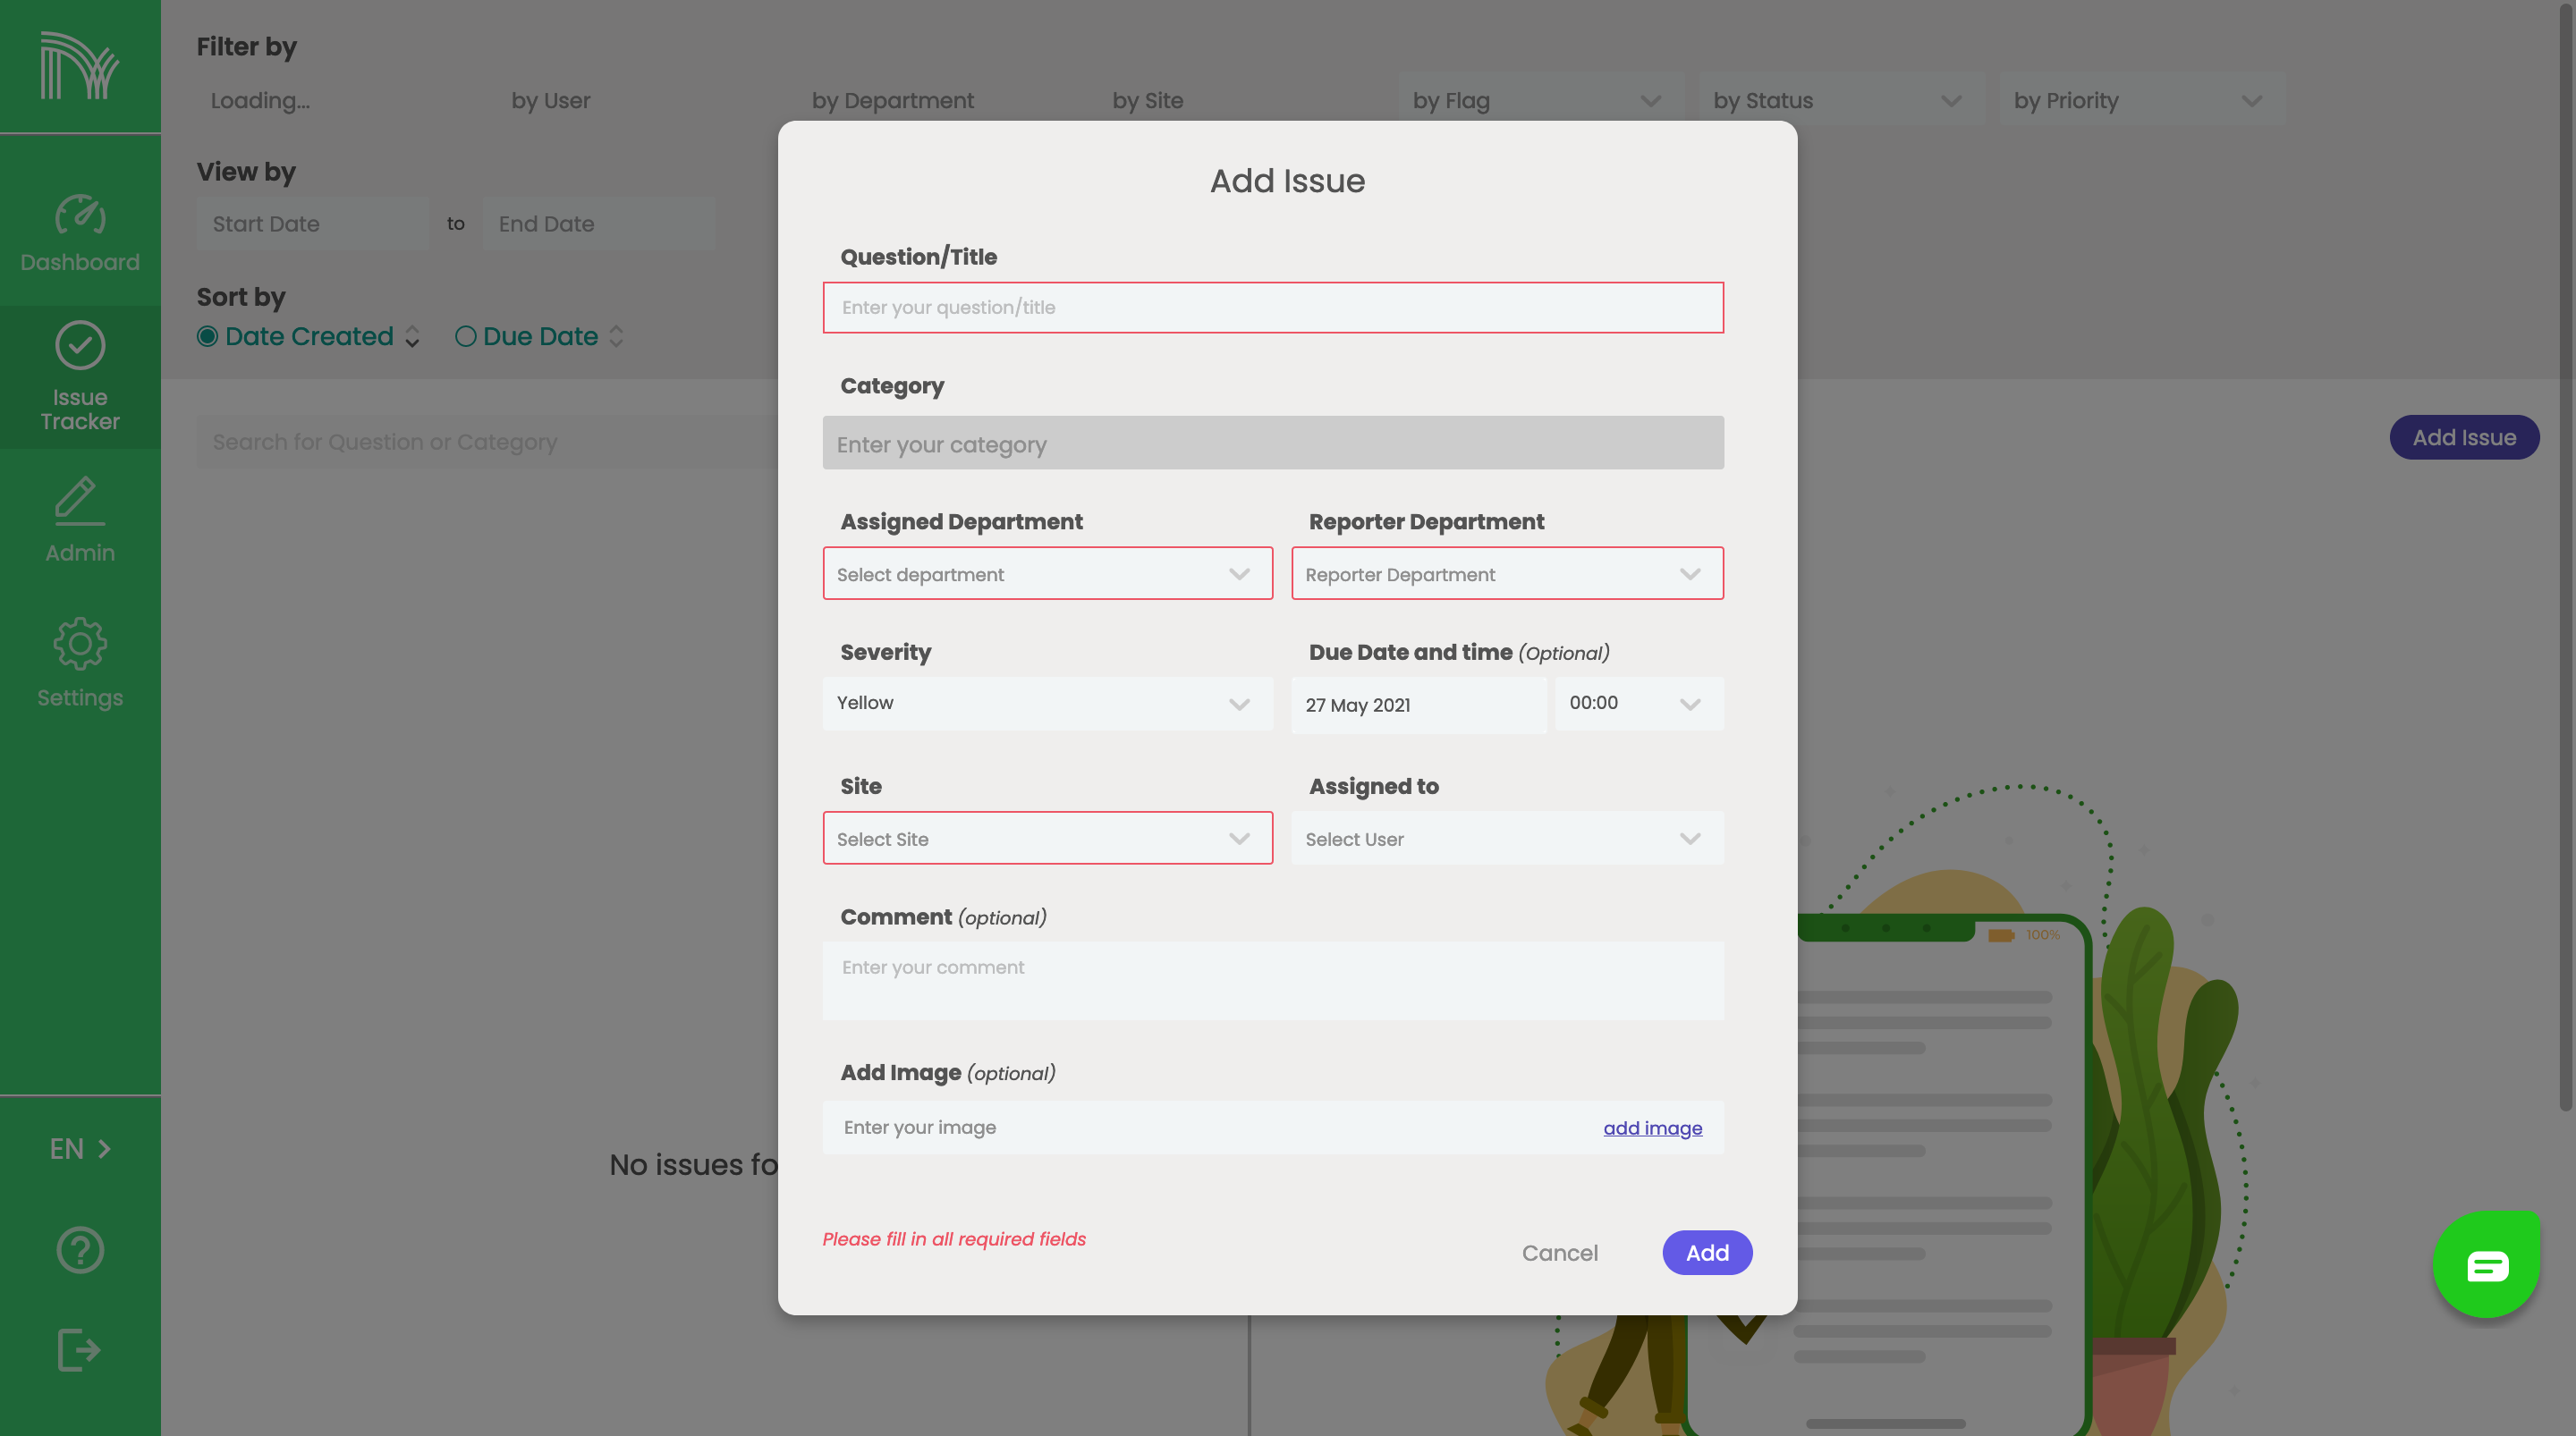 Filter by
Loading...
by User
by Department
by Site
by Flag
by Status
by Priority
View by
Start Date
to
End Date
Dashboard
Sort by
Date Created
Due Date
Issue
Tracker
Search for Question or Category
Add Issue
Admin
Settings
Add Issue
Question/Title
Enter your question/title
Category
Enter your category
Assigned Department
Reporter Department
Select department
Reporter Department
Severity
Due Date and time (Optional)
Yellow
27 May 2021
00:00
Site
Assigned to
Select Site
Select User
Comment (optional)
Enter your comment
Add Image (optional)
Enter your image
add image
Please fill in all required fields
Cancel
Add
100%
EN
No issues fo